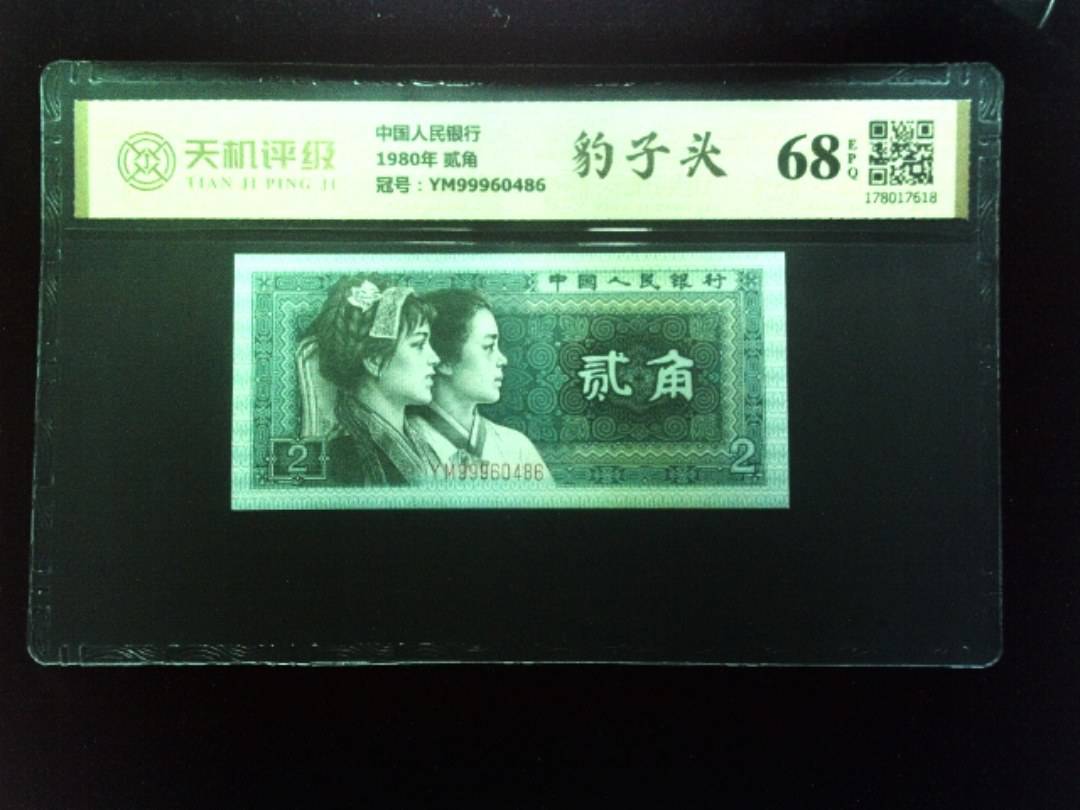 天机评级
TIAN JI PING JI
中国人民银行
1980年 贰角
冠号：YM99960486
豹子头
68
EPQ
178017618
中国人民银行
贰角
2
2
YM99960486